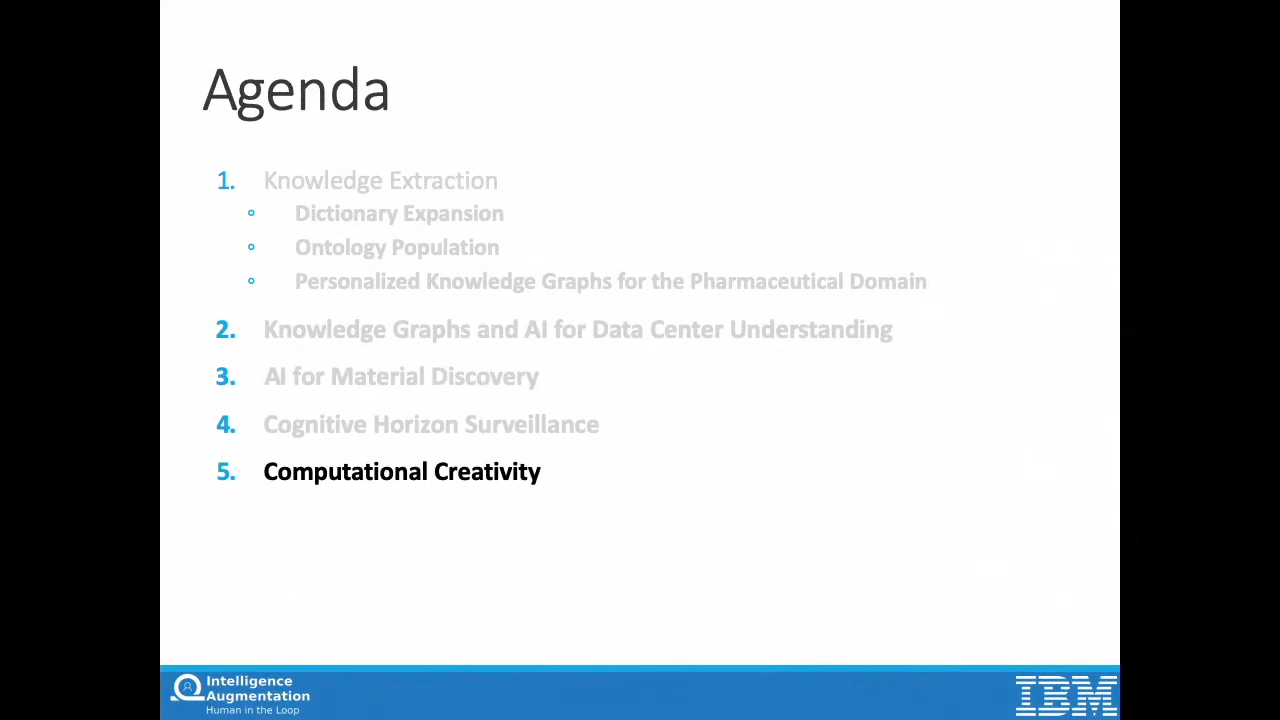 Agenda
1. Knowledge Extraction
° Dictionary Expansion
° Ontology Population
° Personalized Knowledge Graphs for the Pharmaceutical Domain
2. Knowledge Graphs and AI for Data Center Understanding
3. AI for Material Discovery
4. Cognitive Horizon Surveillance
5. Computational Creativity
Intelligence
Augmentation
Human in the Loop
IBM